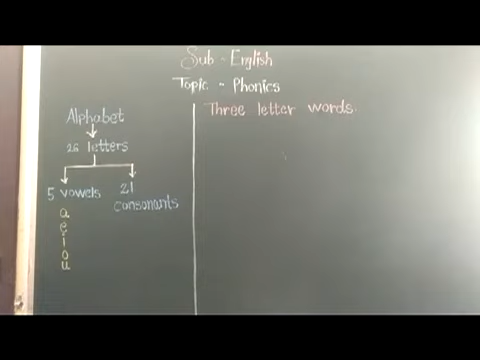 Sub - English
Topic - Phonics
Alphabet
26 letters
5 vowels
21 consonants
a
e
i
o
u
Three letter words.